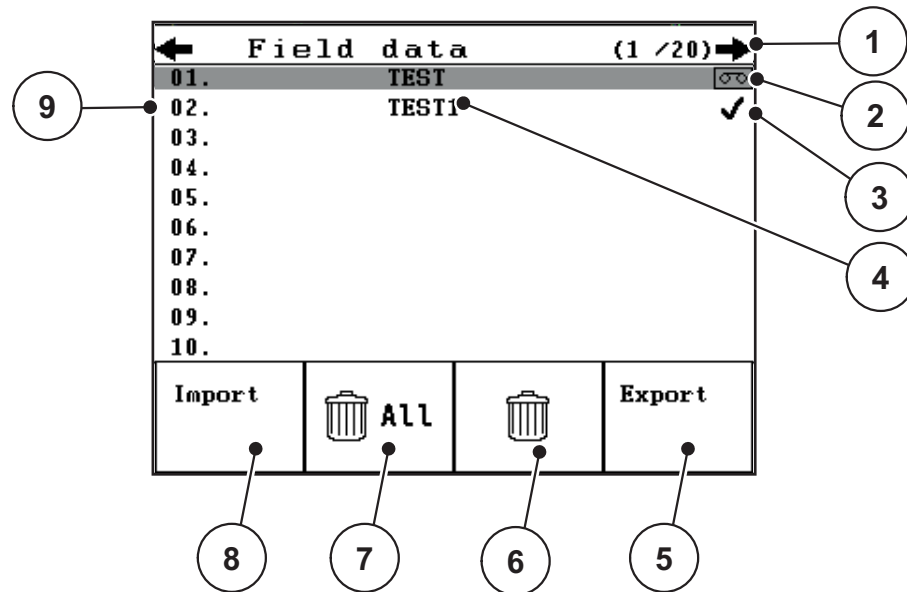 Field data (1 /20)
01. TEST
02. TEST1
03.
04.
05.
06.
07.
08.
09.
10.
Import
All
Export
1
2
3
4
5
6
7
8
9